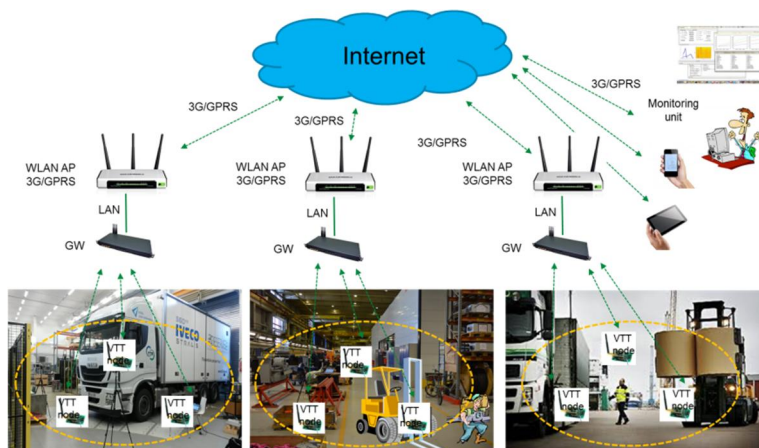 Internet
3G/GPRS
3G/GPRS
3G/GPRS
3G/GPRS
Monitoring
unit
WLAN AP
3G/GPRS
WLAN AP
3G/GPRS
WLAN AP
3G/GPRS
LAN
LAN
LAN
GW
GW
GW
IVECO
STRALIS
VTT
node
VTT
node
VTT
node
VTT
node
VTT
node
VTT
node
VTT
node
VTT
node
VTT
node